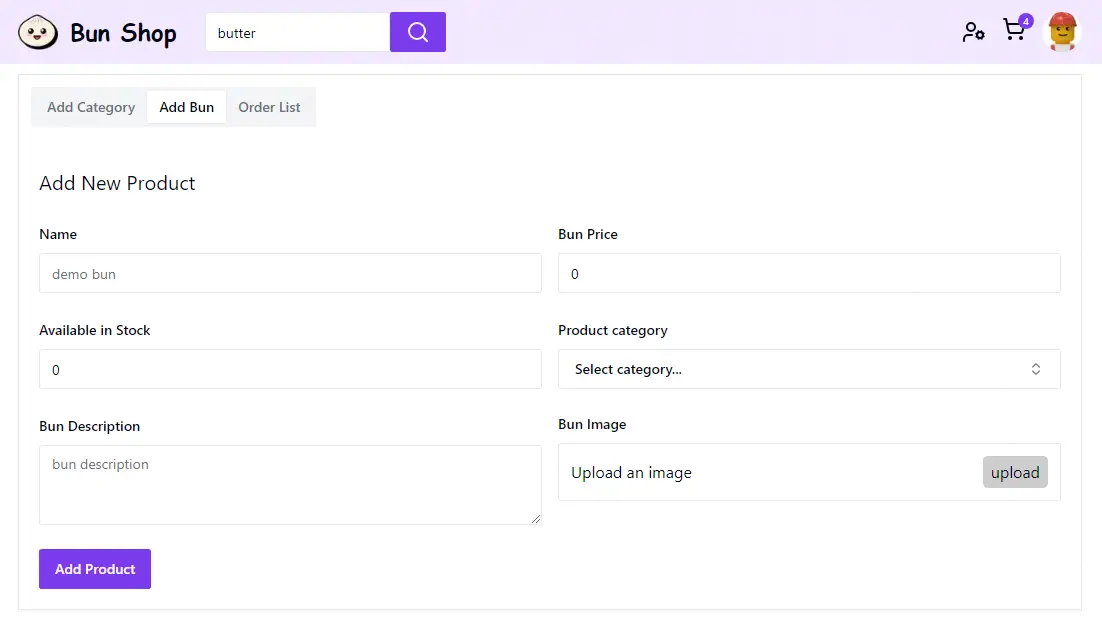 Bun Shop
butter
4
Add Category
Add Bun
Order List
Add New Product
Name
Bun Price
demo bun
0
Available in Stock
Product category
0
Select category...
Bun Description
Bun Image
bun description
Upload an image
upload
Add Product